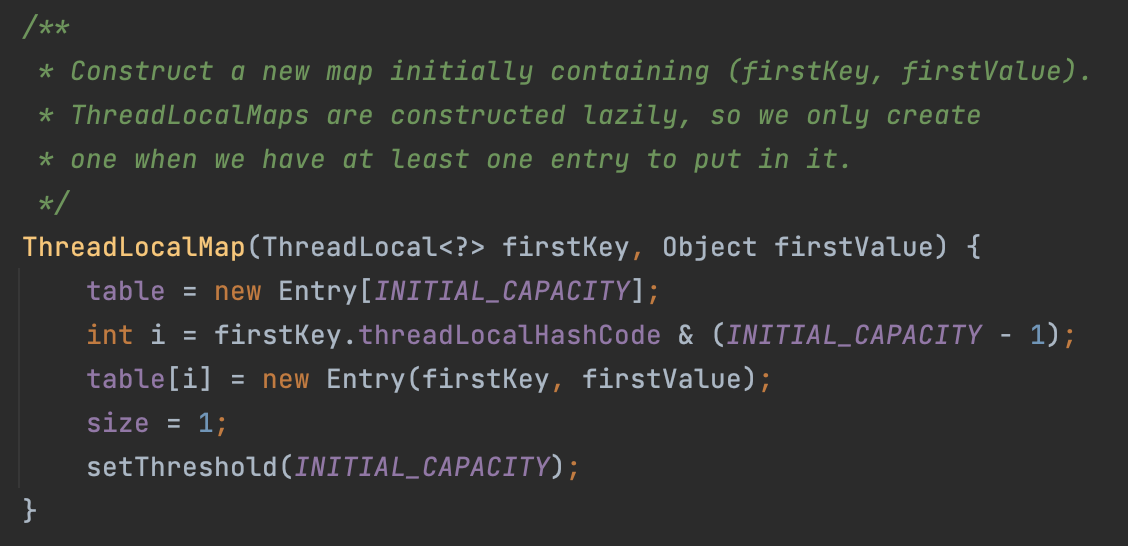 /**
 * Construct a new map initially containing (firstKey, firstValue).
 * ThreadLocalMaps are constructed lazily, so we only create
 * one when we have at least one entry to put in it.
 */
ThreadLocalMap(ThreadLocal<?> firstKey, Object firstValue) {
    table = new Entry[INITIAL_CAPACITY];
    int i = firstKey.threadLocalHashCode & (INITIAL_CAPACITY - 1);
    table[i] = new Entry(firstKey, firstValue);
    size = 1;
    setThreshold(INITIAL_CAPACITY);
}